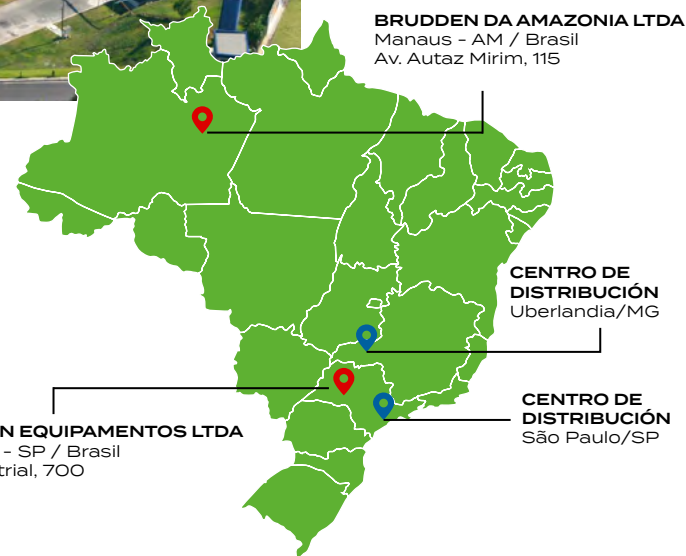 BRUDDEN DA AMAZONIA LTDA
Manaus - AM / Brasil
Av. Autaz Mirim, 115
CENTRO DE
DISTRIBUCIÓN
Uberlandia/MG
CENTRO DE
DISTRIBUCIÓN
São Paulo/SP
EQUIPAMENTOS LTDA
- SP / Brasil
700